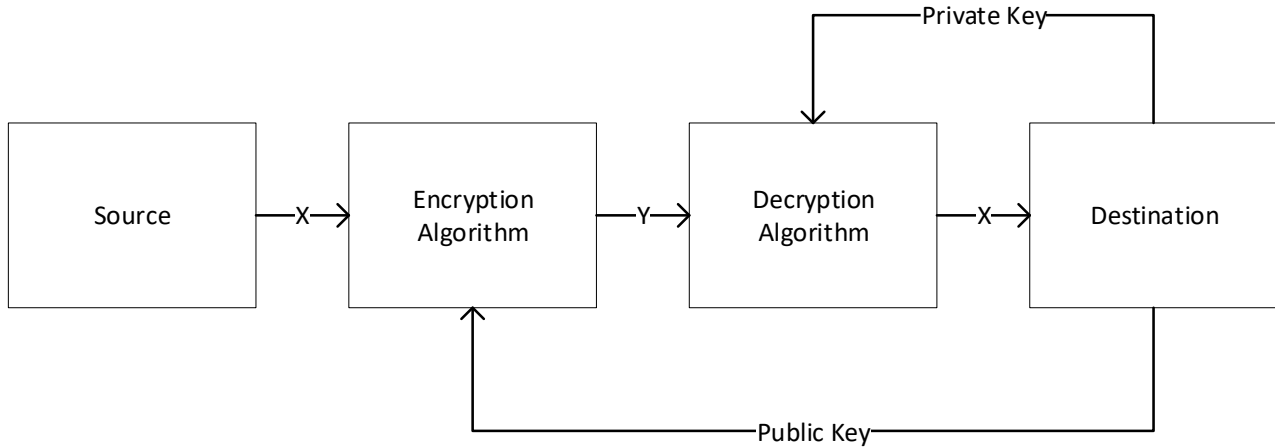 Private Key
Source
X
Encryption
Algorithm
Y
Decryption
Algorithm
X
Destination
Public Key